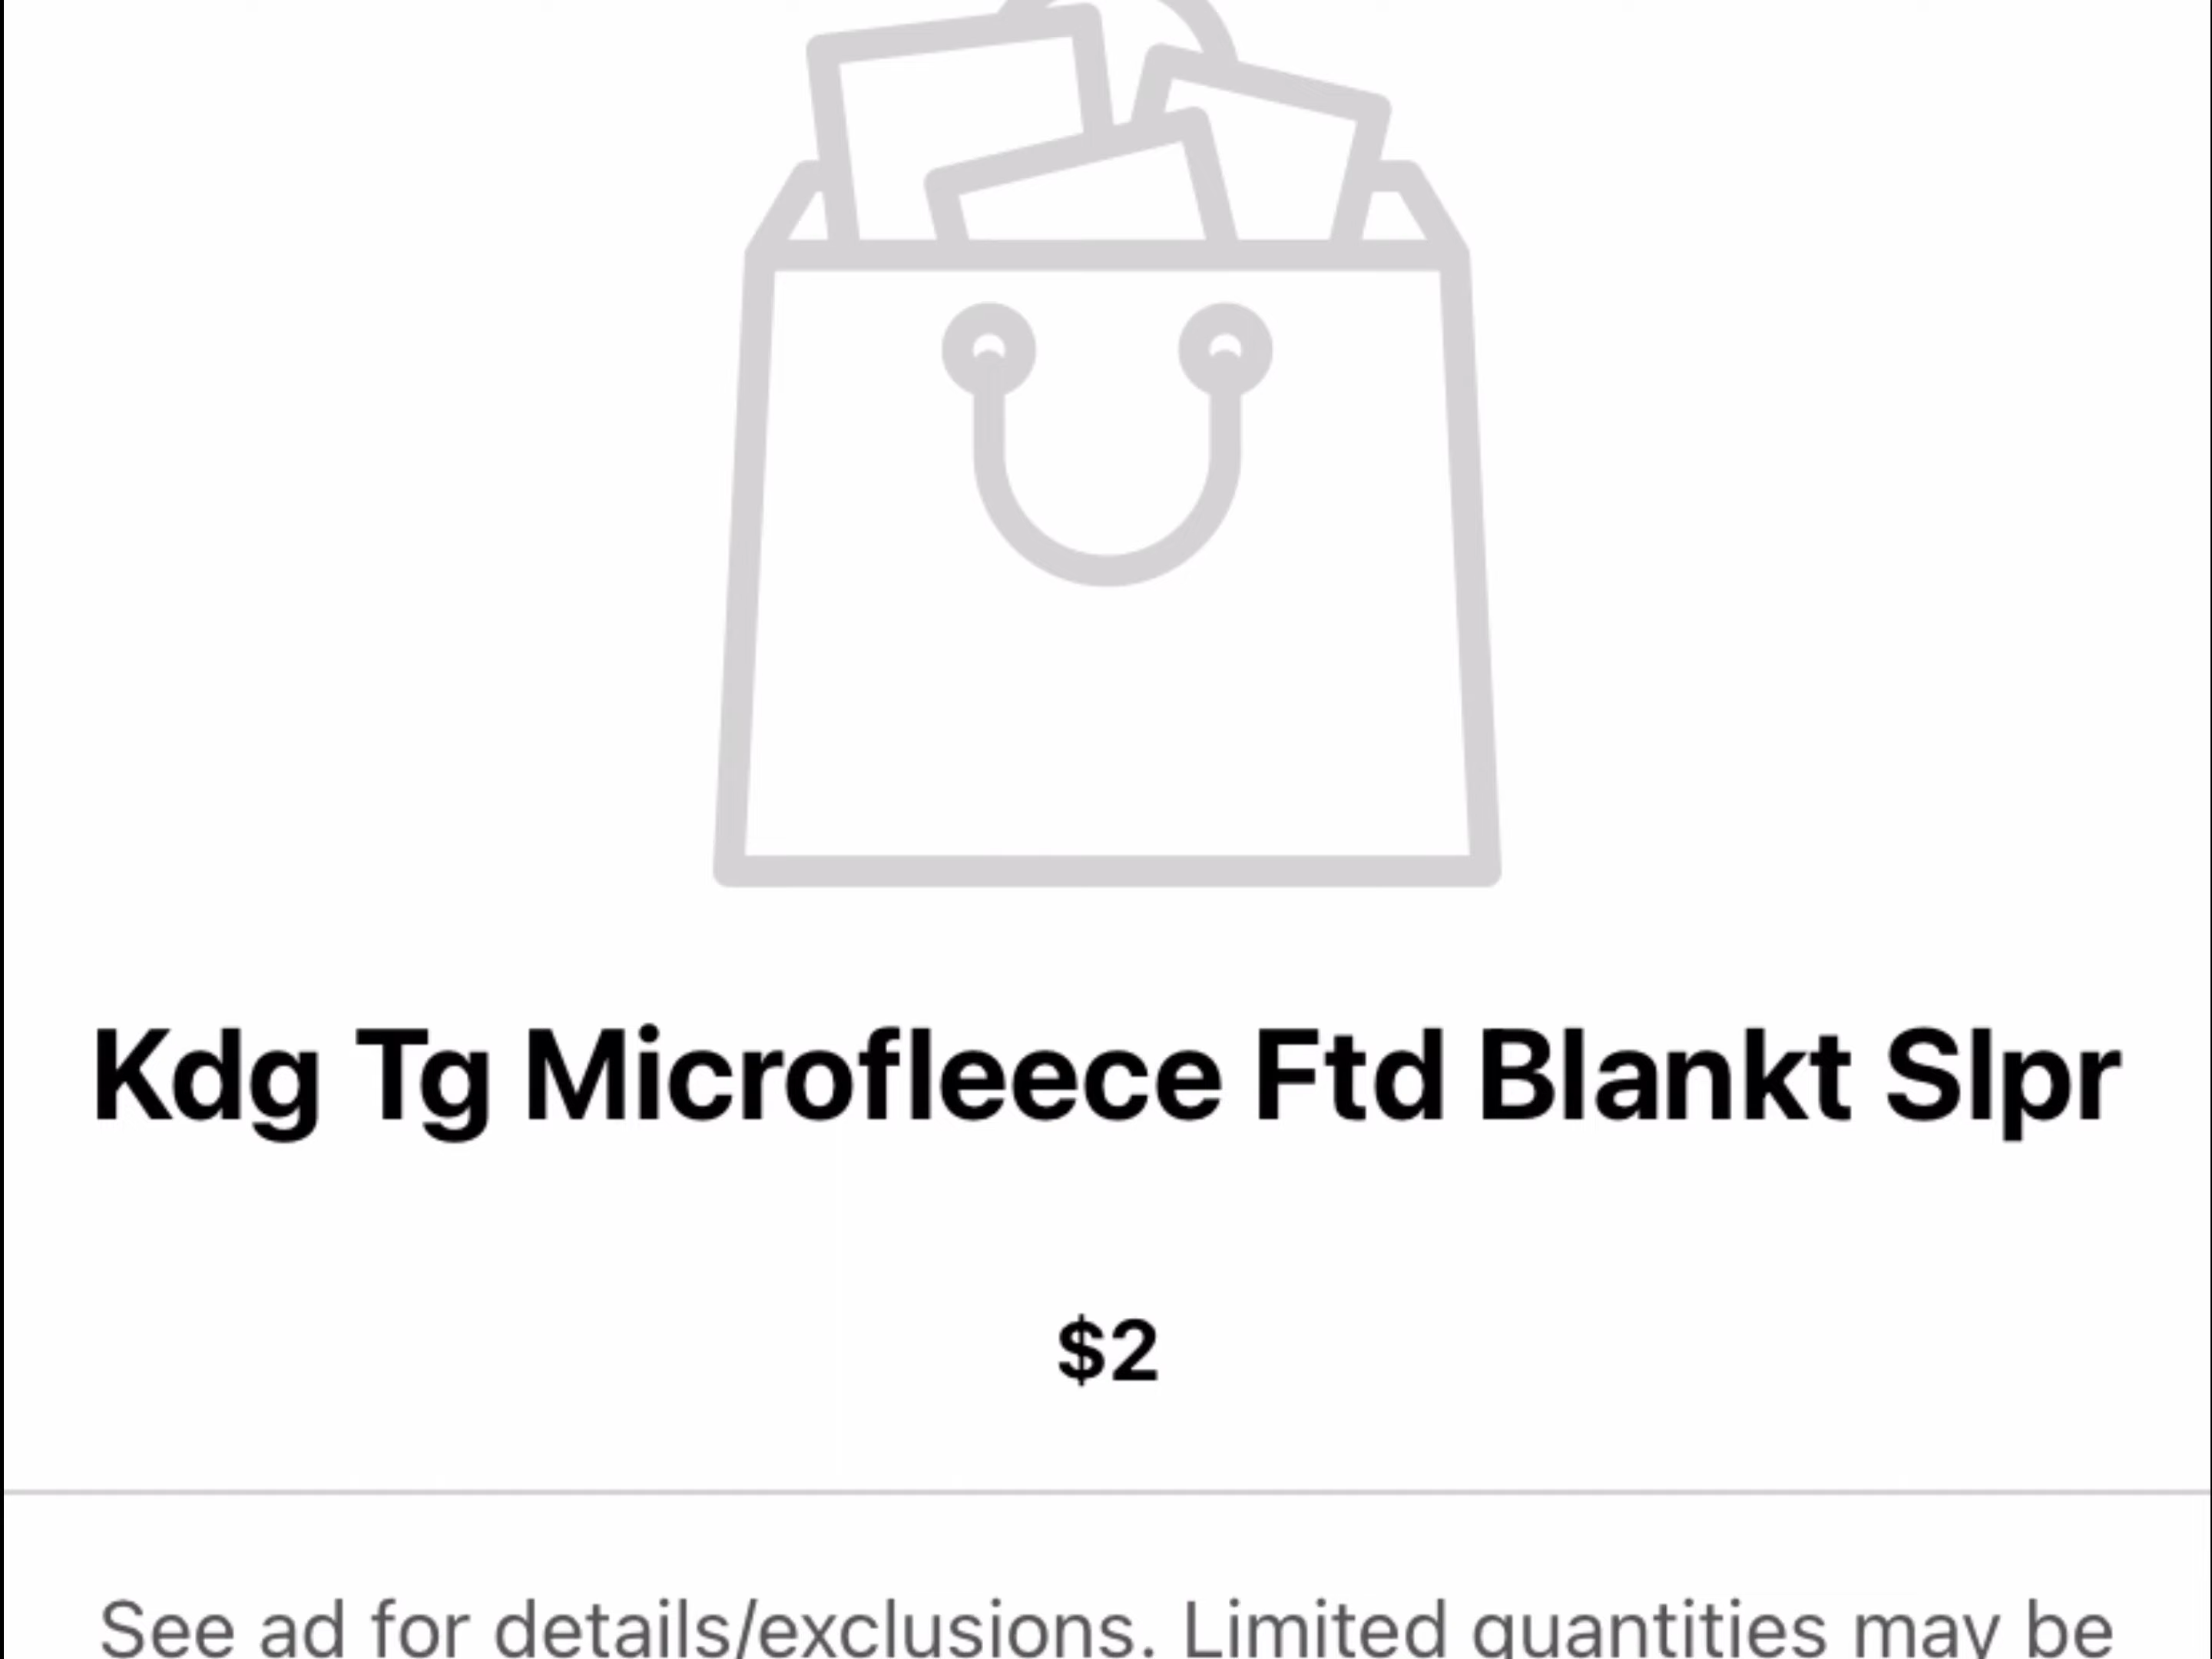 Kdg Tg Microfleece Ftd Blankt Slpr
$2
See ad for details/exclusions. Limited quantities may be